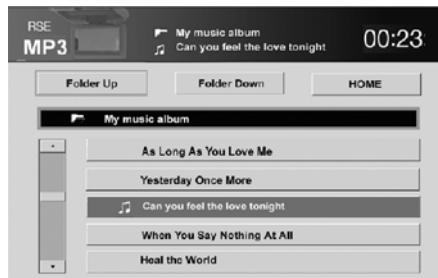 RSE
MP3
My music album
Can you feel the love tonight
00:23
Folder Up
Folder Down
HOME
My music album
As Long As You Love Me
Yesterday Once More
Can you feel the love tonight
When You Say Nothing At All
Heal the World